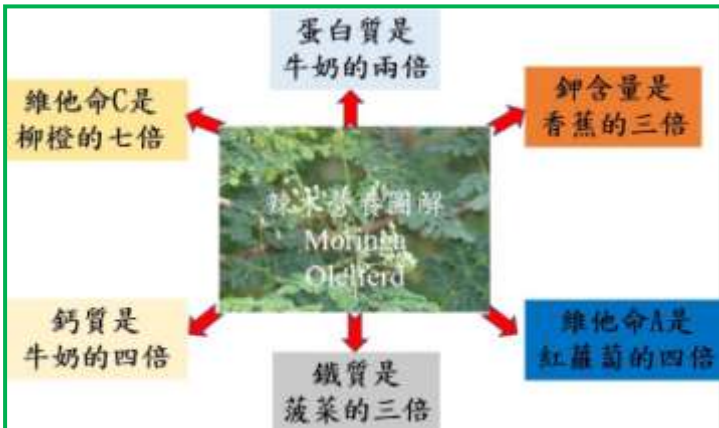 蛋白質是
牛奶的兩倍
維他命C是
柳橙的七倍
鉀含量是
香蕉的三倍
辣木營養圖解
Moringa
Oleiferd
鈣質是
牛奶的四倍
維他命A是
紅蘿蔔的四倍
鐵質是
菠菜的三倍